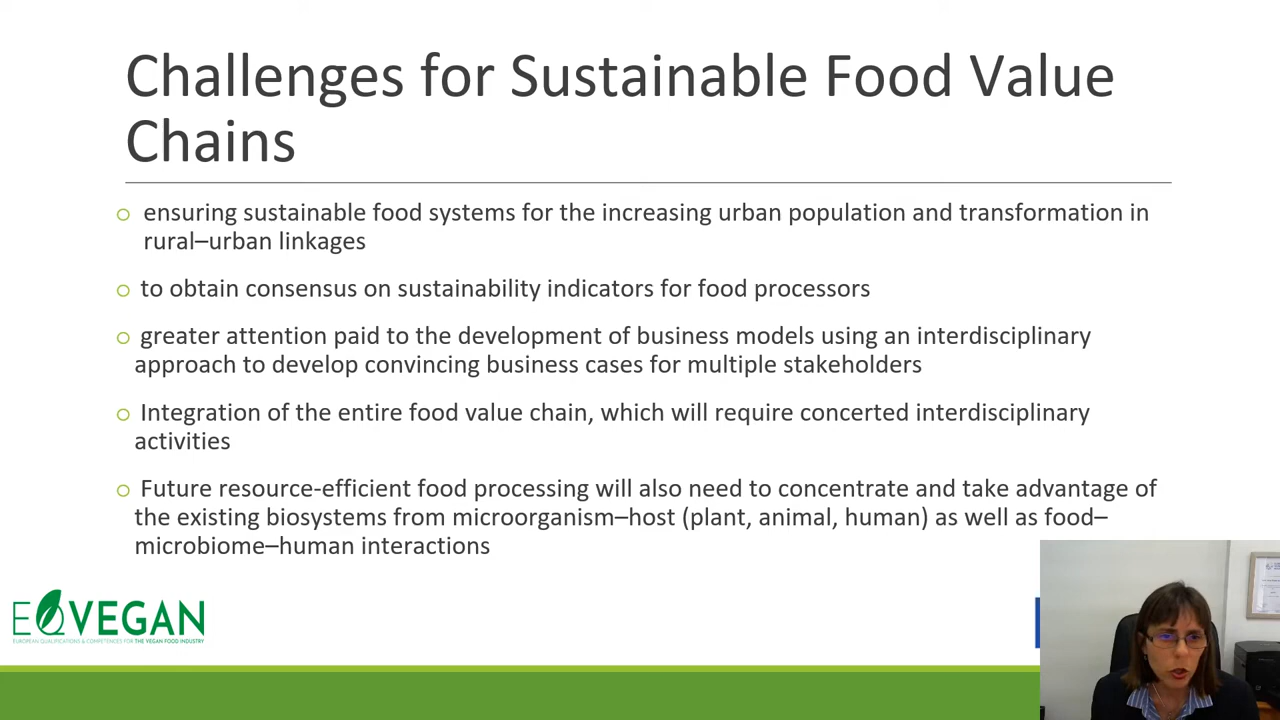 Challenges for Sustainable Food Value
Chains
ensuring sustainable food systems for the increasing urban population and transformation in
rural–urban linkages
to obtain consensus on sustainability indicators for food processors
greater attention paid to the development of business models using an interdisciplinary
approach to develop convincing business cases for multiple stakeholders
Integration of the entire food value chain, which will require concerted interdisciplinary
activities
Future resource-efficient food processing will also need to concentrate and take advantage of
the existing biosystems from microorganism–host (plant, animal, human) as well as food–
microbiome–human interactions
EQVEGAN
EUROPEAN QUALIFICATIONS & COMPETENCES FOR THE VEGAN FOOD INDUSTRY